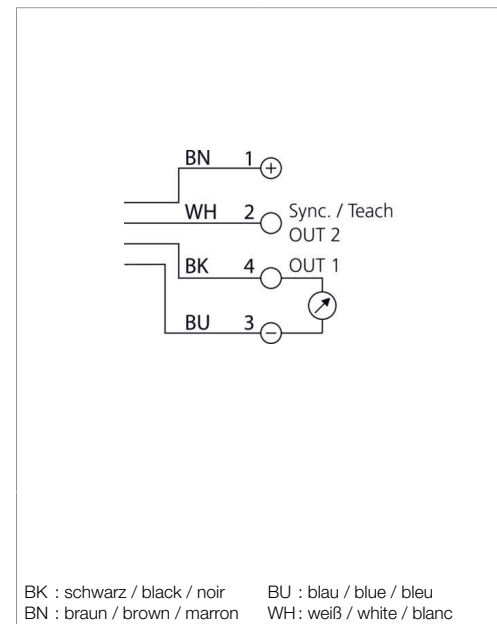 BN 1 +
WH 2 Sync. / Teach
OUT 2
BK 4 OUT 1
BU 3 −
BK : schwarz / black / noir BU : blau / blue / bleu
BN : braun / brown / marron WH : weiß / white / blanc